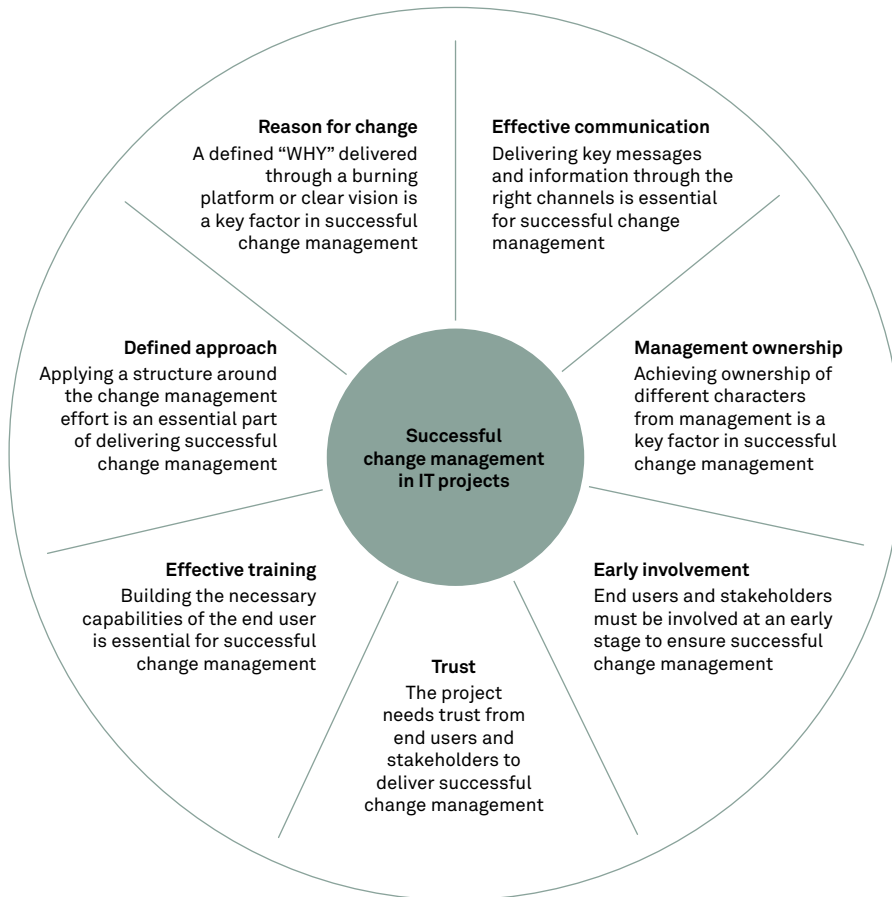 Reason for change
A defined “WHY” delivered
through a burning
platform or clear vision is
a key factor in successful
change management
Effective communication
Delivering key messages
and information through the
right channels is essential
for successful change
management
Defined approach
Applying a structure around
the change management
effort is an essential part
of delivering successful
change management
Successful
change management
in IT projects
Management ownership
Achieving ownership of
different characters
from management is a
key factor in successful
change management
Effective training
Building the necessary
capabilities of the end user
is essential for successful
change management
Trust
The project
needs trust from
end users and
stakeholders to
deliver successful
change management
Early involvement
End users and stakeholders
must be involved at an early
stage to ensure successful
change management